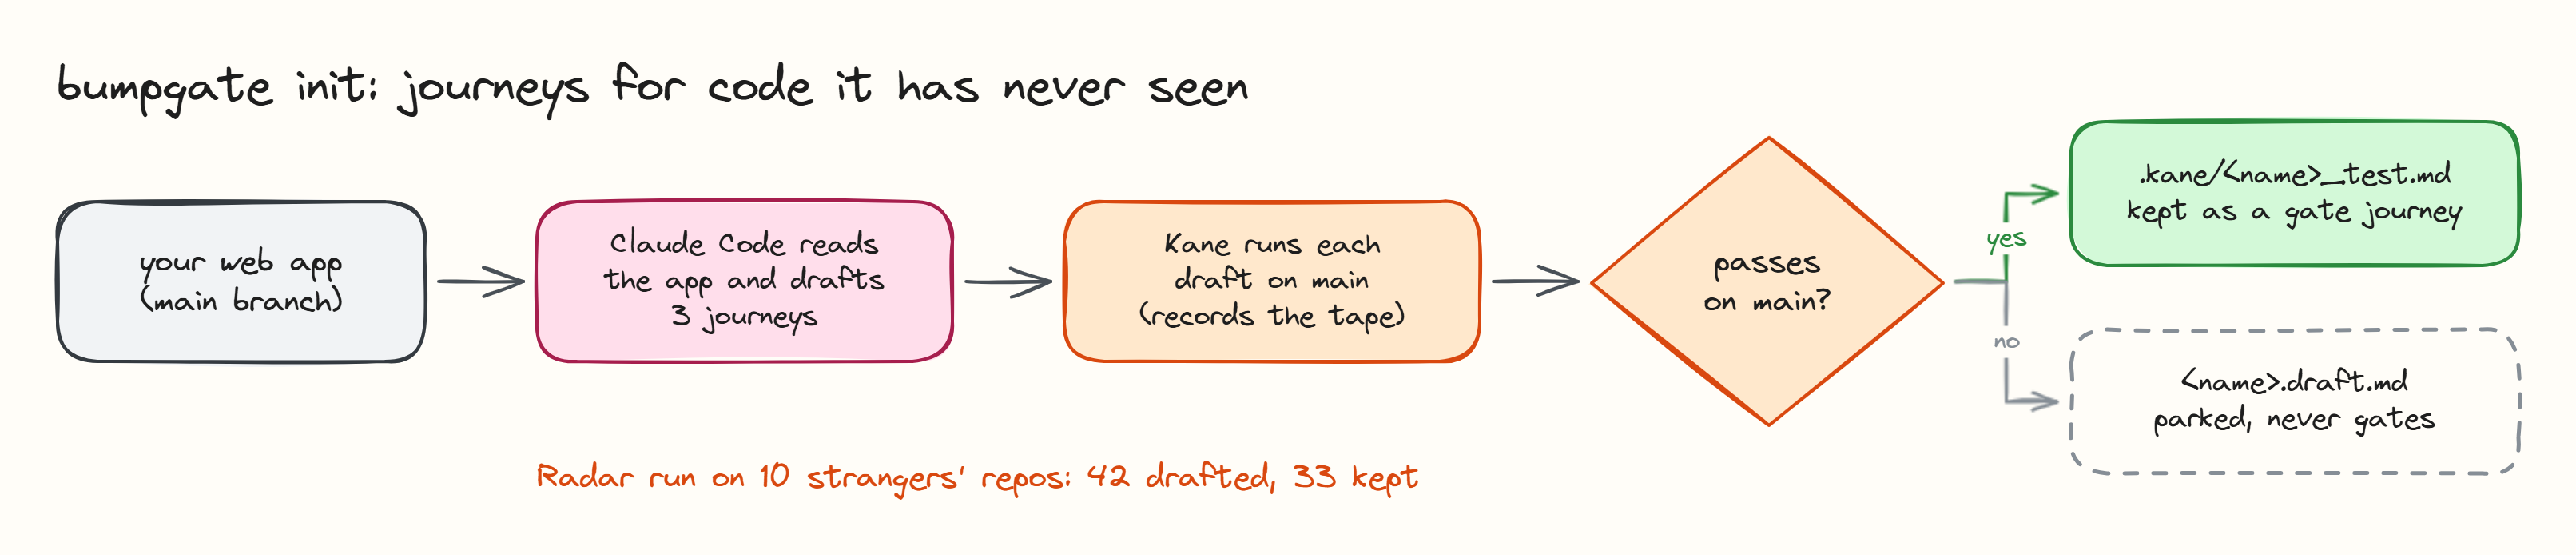 bumpgate init: journeys for code it has never seen
your web app
(main branch)
Claude Code reads
the app and drafts
3 journeys
Kane runs each
draft on main
(records the tape)
passes
on main?
yes
.kane/<name>_test.md
kept as a gate journey
no
<name>.draft.md
parked, never gates
Radar run on 10 strangers' repos: 42 drafted, 33 kept